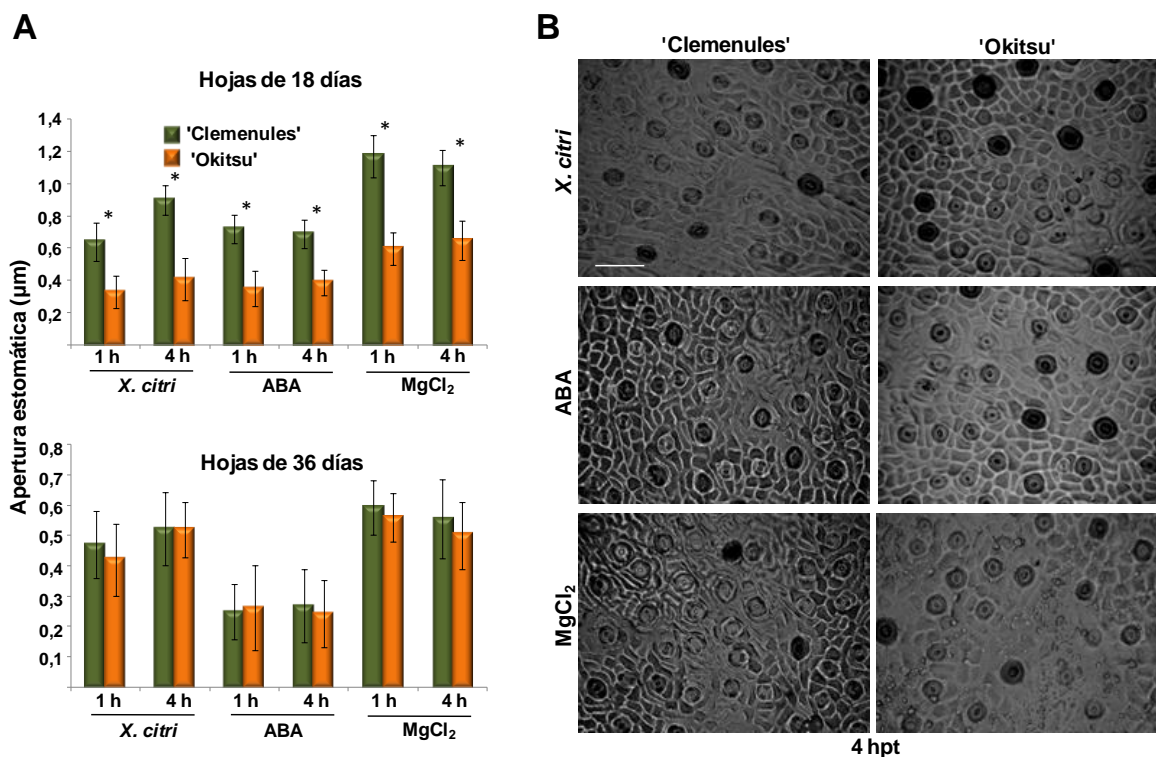 A
Hojas de 18 días
Apertura estomática (µm)
1,4
1,2
1,0
0,8
0,6
0,4
0,2
'Clemenules'
'Okitsu'
* * * * * *
1 h 4 h 1 h 4 h 1 h 4 h
X. citri ABA MgCl₂
Hojas de 36 días
0,8
0,7
0,6
0,5
0,4
0,3
0,2
0,1
1 h 4 h 1 h 4 h 1 h 4 h
X. citri ABA MgCl₂
B
'Clemenules' 'Okitsu'
X. citri
ABA
MgCl₂
4 hpt